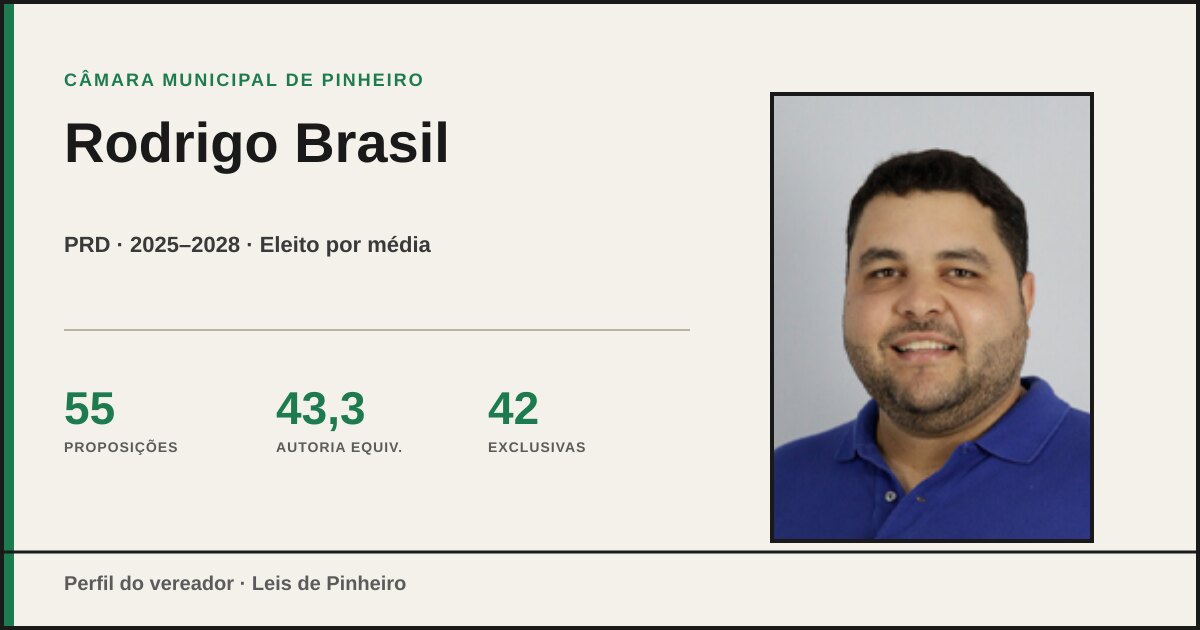 CÂMARA MUNICIPAL DE PINHEIRO
Rodrigo Brasil
PRD · 2025–2028 · Eleito por média
55
PROPOSIÇÕES
43,3
AUTORIA EQUIV.
42
EXCLUSIVAS
Perfil do vereador · Leis de Pinheiro